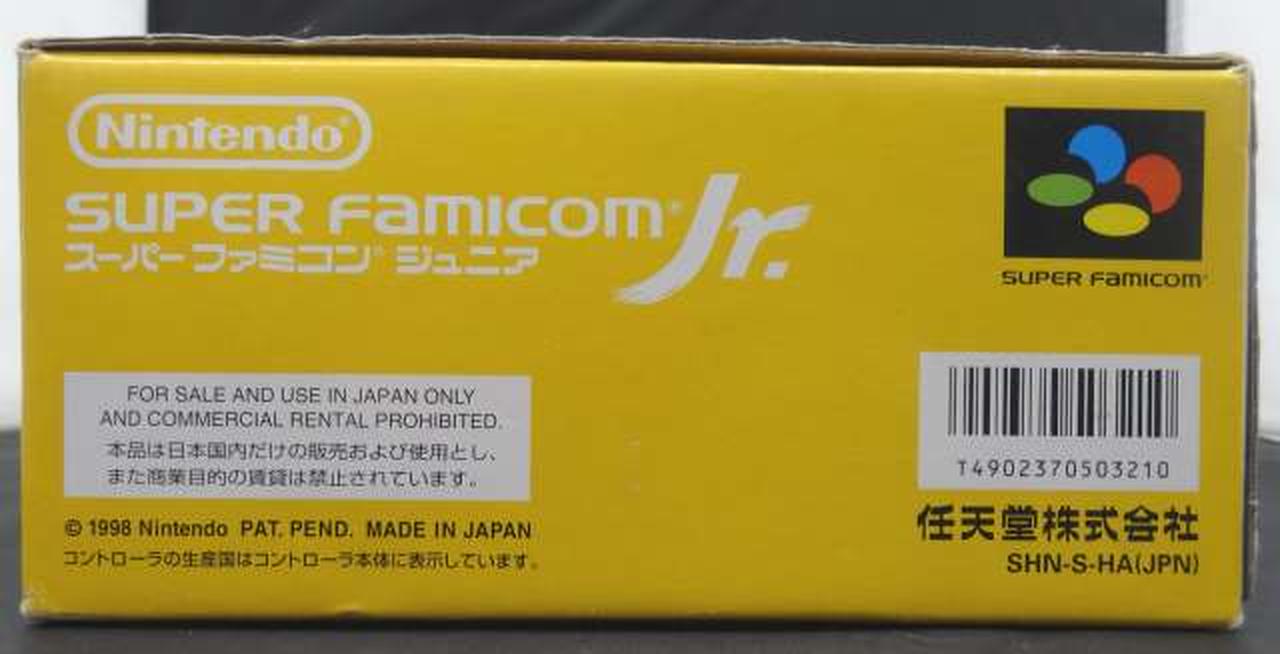 Nintendo®
SUPER FAMICOM® Jr.
スーパーファミコン® ジュニア
SUPER FAMICOM®
FOR SALE AND USE IN JAPAN ONLY
AND COMMERCIAL RENTAL PROHIBITED.
本品は日本国内だけの販売および使用とし、
また商業目的の賃貸は禁止されています。
T4902370503210
© 1998 Nintendo PAT. PEND. MADE IN JAPAN
コントローラの生産国はコントローラ本体に表示しています。
任天堂株式会社
SHN-S-HA(JPN)